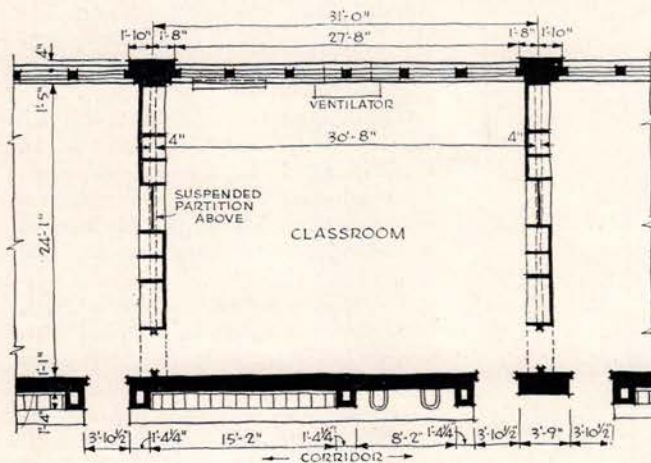 31'-0"
1'-10" 1'-8" 27'-8" 1'-8" 1'-10"
4"
1'-5"
VENTILATOR
4" 30'-8" 4"
SUSPENDED
PARTITION
ABOVE
CLASSROOM
24'-1"
1'-1"
1'-4"
3'-10½" 1'-4¼" 15'-2" 1'-4¼" 8'-2" 1'-4¼" 3'-10½" 3'-9" 3'-10½"
CORRIDOR